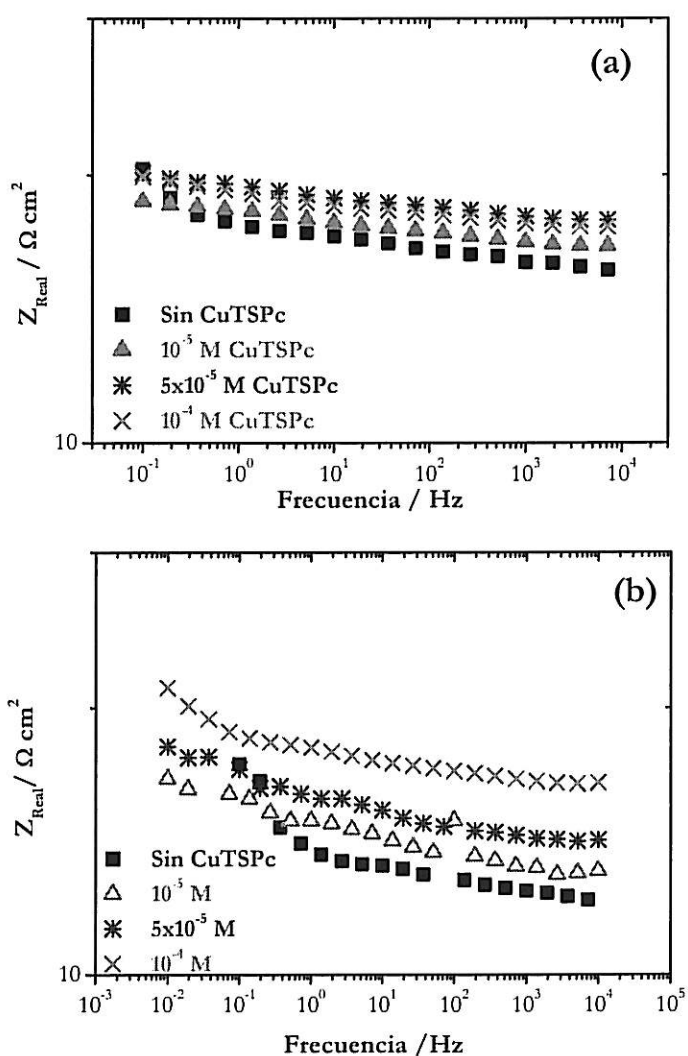 (a)
Z_Real / Ω cm²
Sin CuTSPc
10⁻⁵ M CuTSPc
5x10⁻⁵ M CuTSPc
10⁻⁴ M CuTSPc
10
10⁻¹ 10⁰ 10¹ 10² 10³ 10⁴
Frecuencia / Hz
(b)
Z_Real / Ω cm²
Sin CuTSPc
10⁻⁵ M
5x10⁻⁵ M
10⁻⁴ M
10
10⁻³ 10⁻² 10⁻¹ 10⁰ 10¹ 10² 10³ 10⁴ 10⁵
Frecuencia /Hz